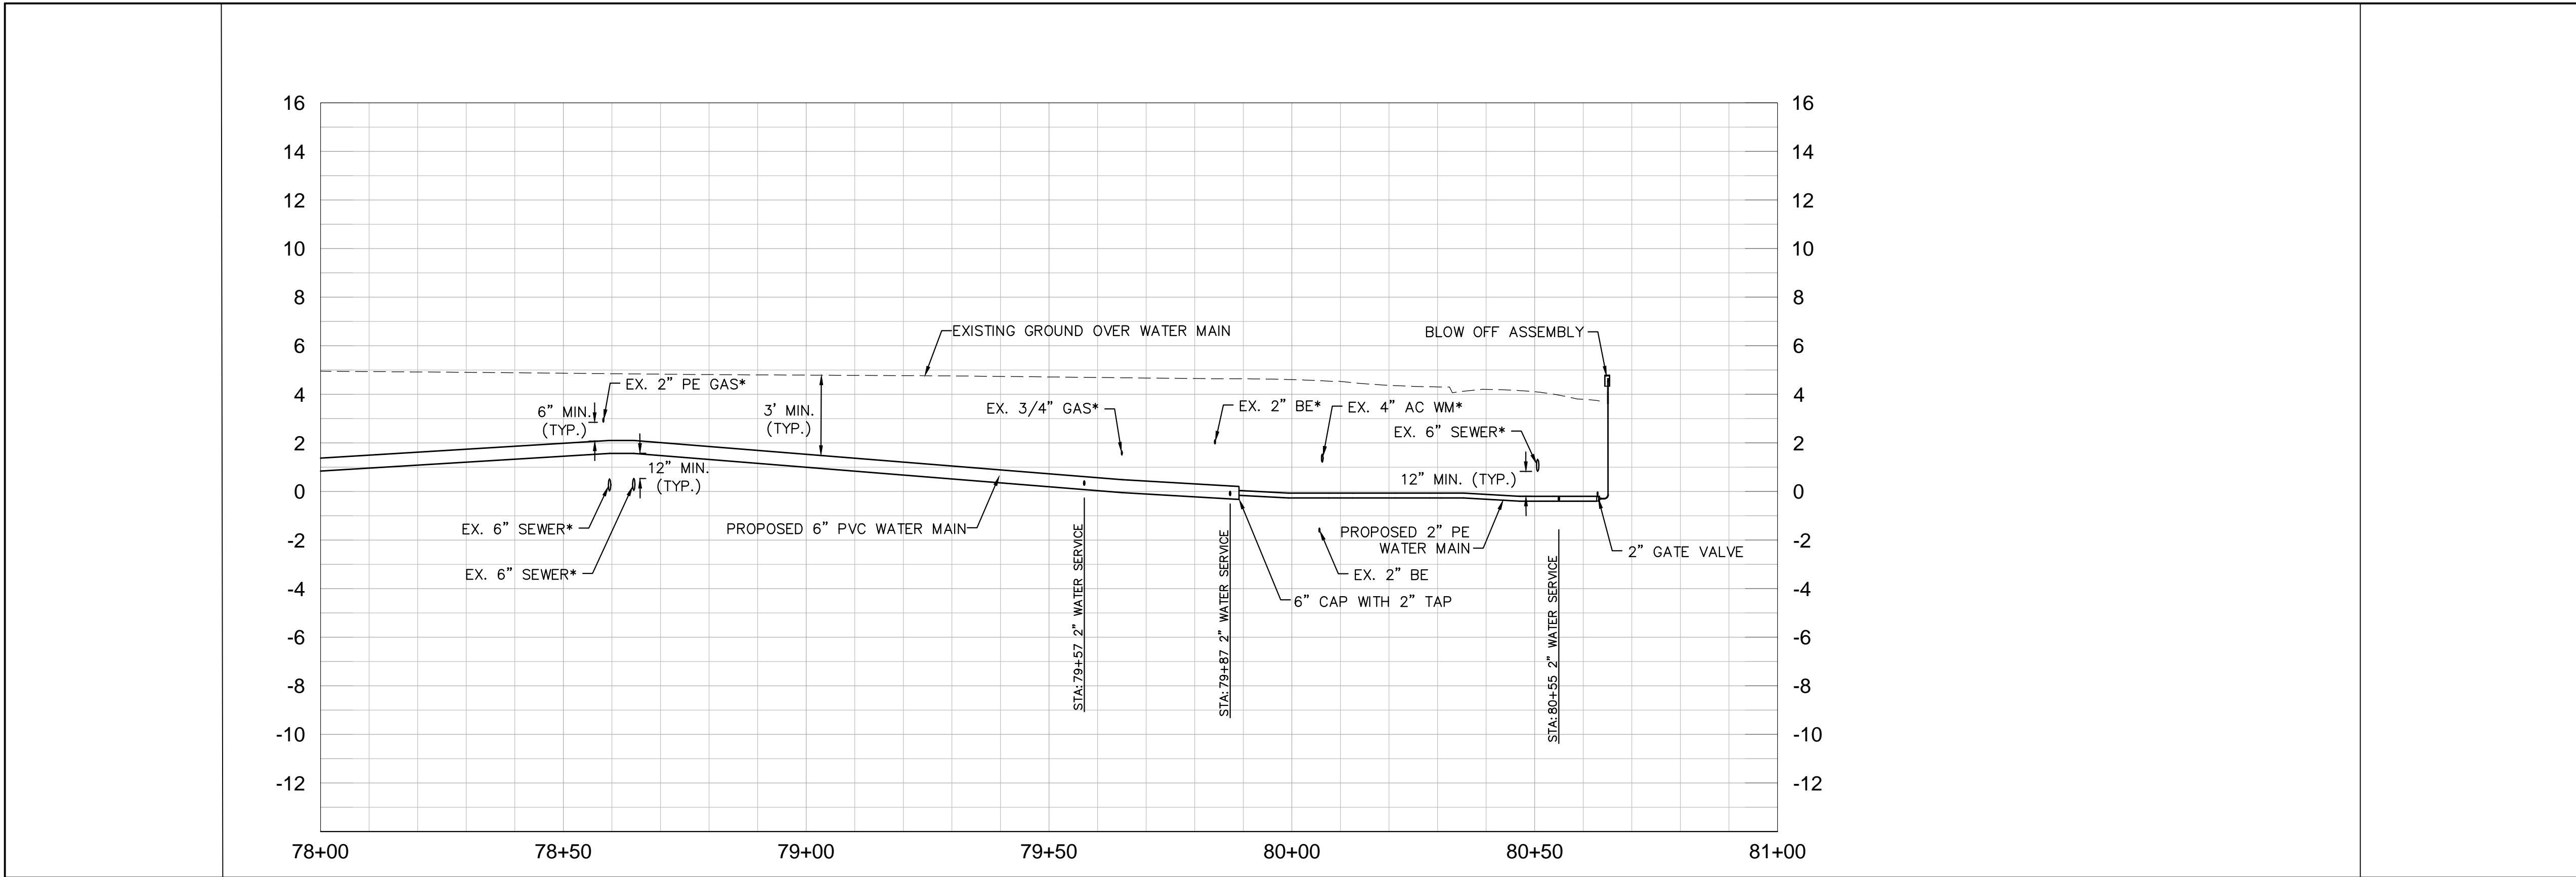 16 16
14 14
12 12
10 10
8 8
EXISTING GROUND OVER WATER MAIN
BLOW OFF ASSEMBLY
6 6
EX. 2" PE GAS*
4 4
6" MIN.
(TYP.)
3' MIN.
(TYP.)
EX. 3/4" GAS*
EX. 2" BE*
EX. 4" AC WM*
EX. 6" SEWER*
2 2
12" MIN.
(TYP.)
12" MIN. (TYP.)
0 0
EX. 6" SEWER*
PROPOSED 6" PVC WATER MAIN
PROPOSED 2" PE
WATER MAIN
2" GATE VALVE
-2 -2
EX. 6" SEWER*
EX. 2" BE
-4 -4
6" CAP WITH 2" TAP
STA:79+57 2" WATER SERVICE
STA:79+87 2" WATER SERVICE
STA:80+55 2" WATER SERVICE
-6 -6
-8 -8
-10 -10
-12 -12
78+00 78+50 79+00 79+50 80+00 80+50 81+00